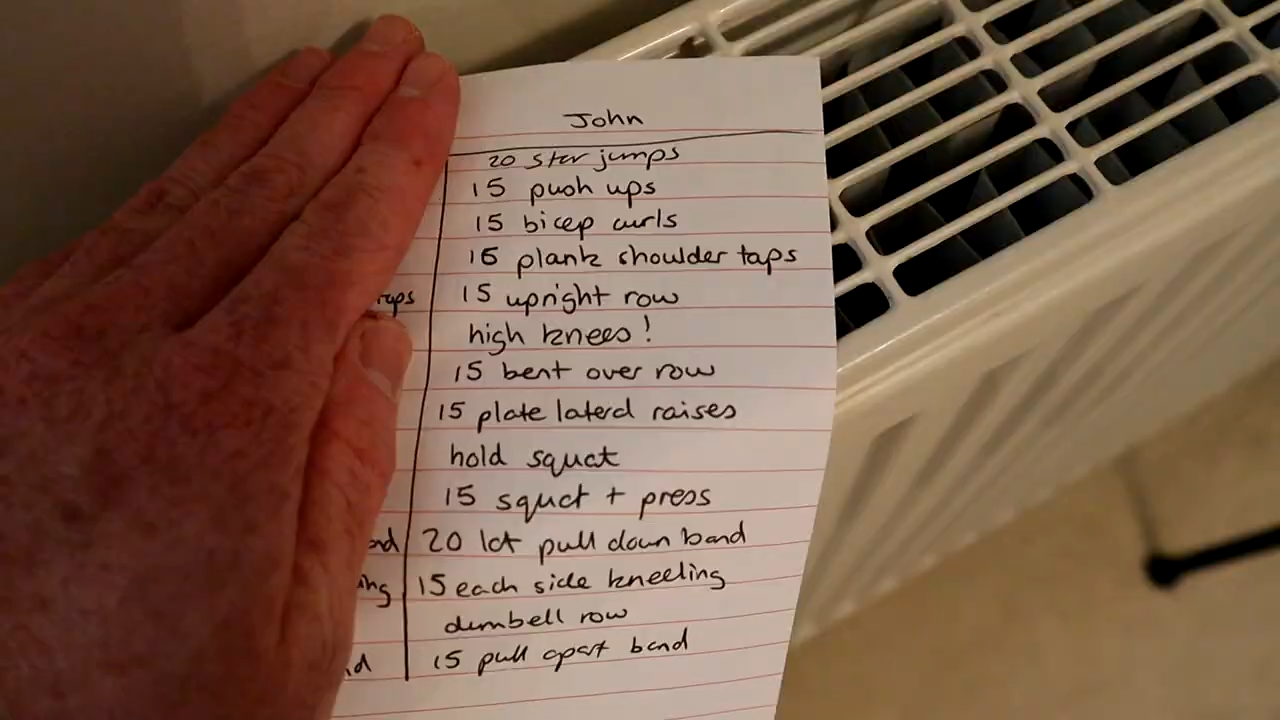 John
20 star jumps
15 push ups
15 bicep curls
16 plank shoulder taps
15 upright row
high knees!
15 bent over row
15 plate lateral raises
hold squat
15 squat + press
20 lat pull down band
15 each side kneeling
dumbell row
15 pull apart band